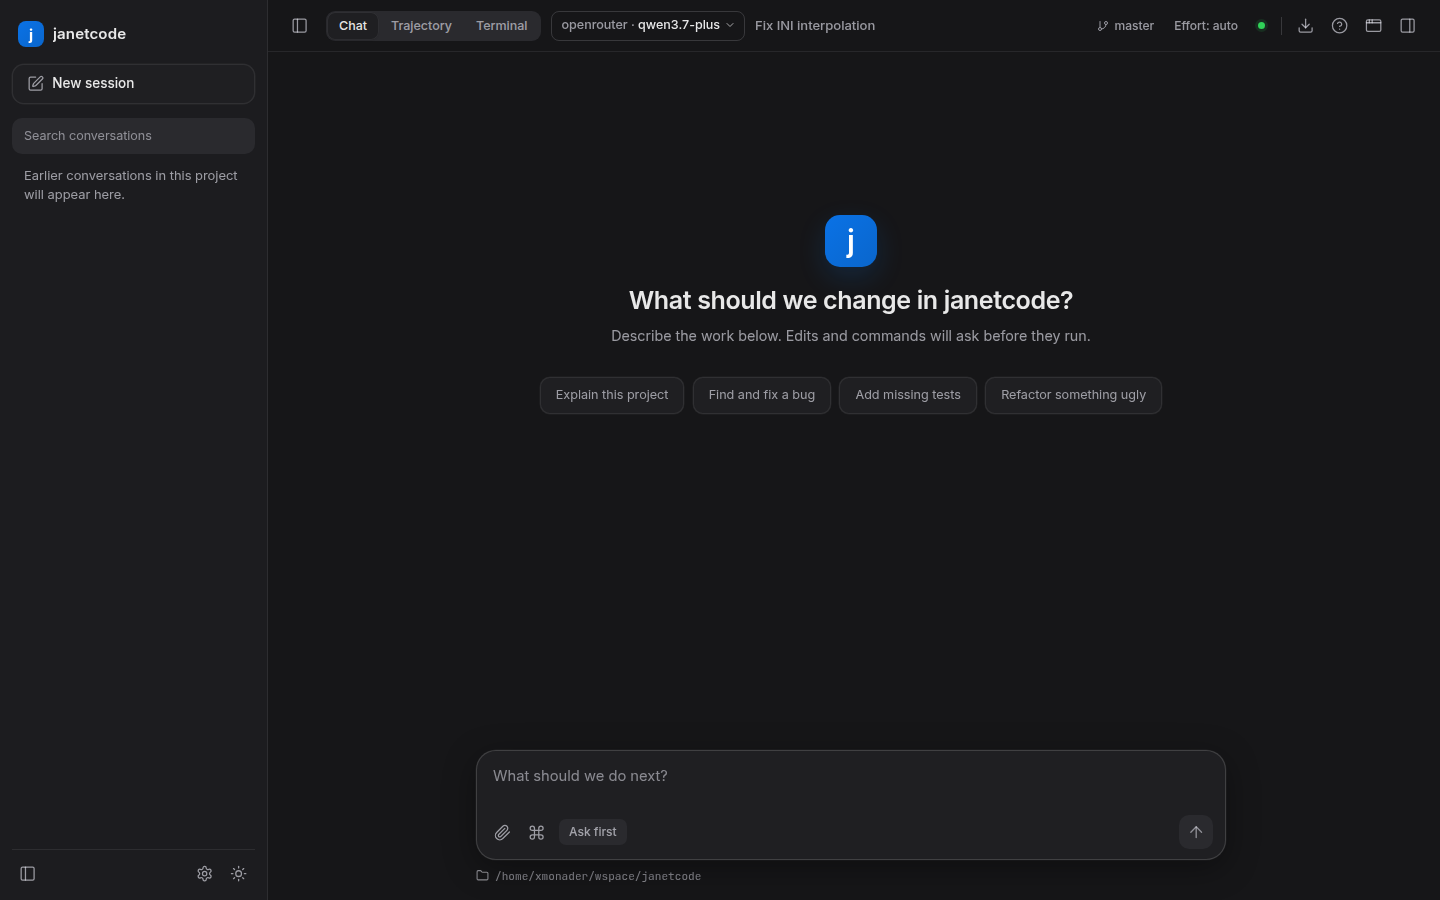 j janetcode
New session
Search conversations
Earlier conversations in this project
will appear here.
Chat Trajectory Terminal openrouter · qwen3.7-plus Fix INI interpolation master Effort: auto
j
What should we change in janetcode?
Describe the work below. Edits and commands will ask before they run.
Explain this project Find and fix a bug Add missing tests Refactor something ugly
What should we do next?
Ask first
/home/xmonader/wspace/janetcode